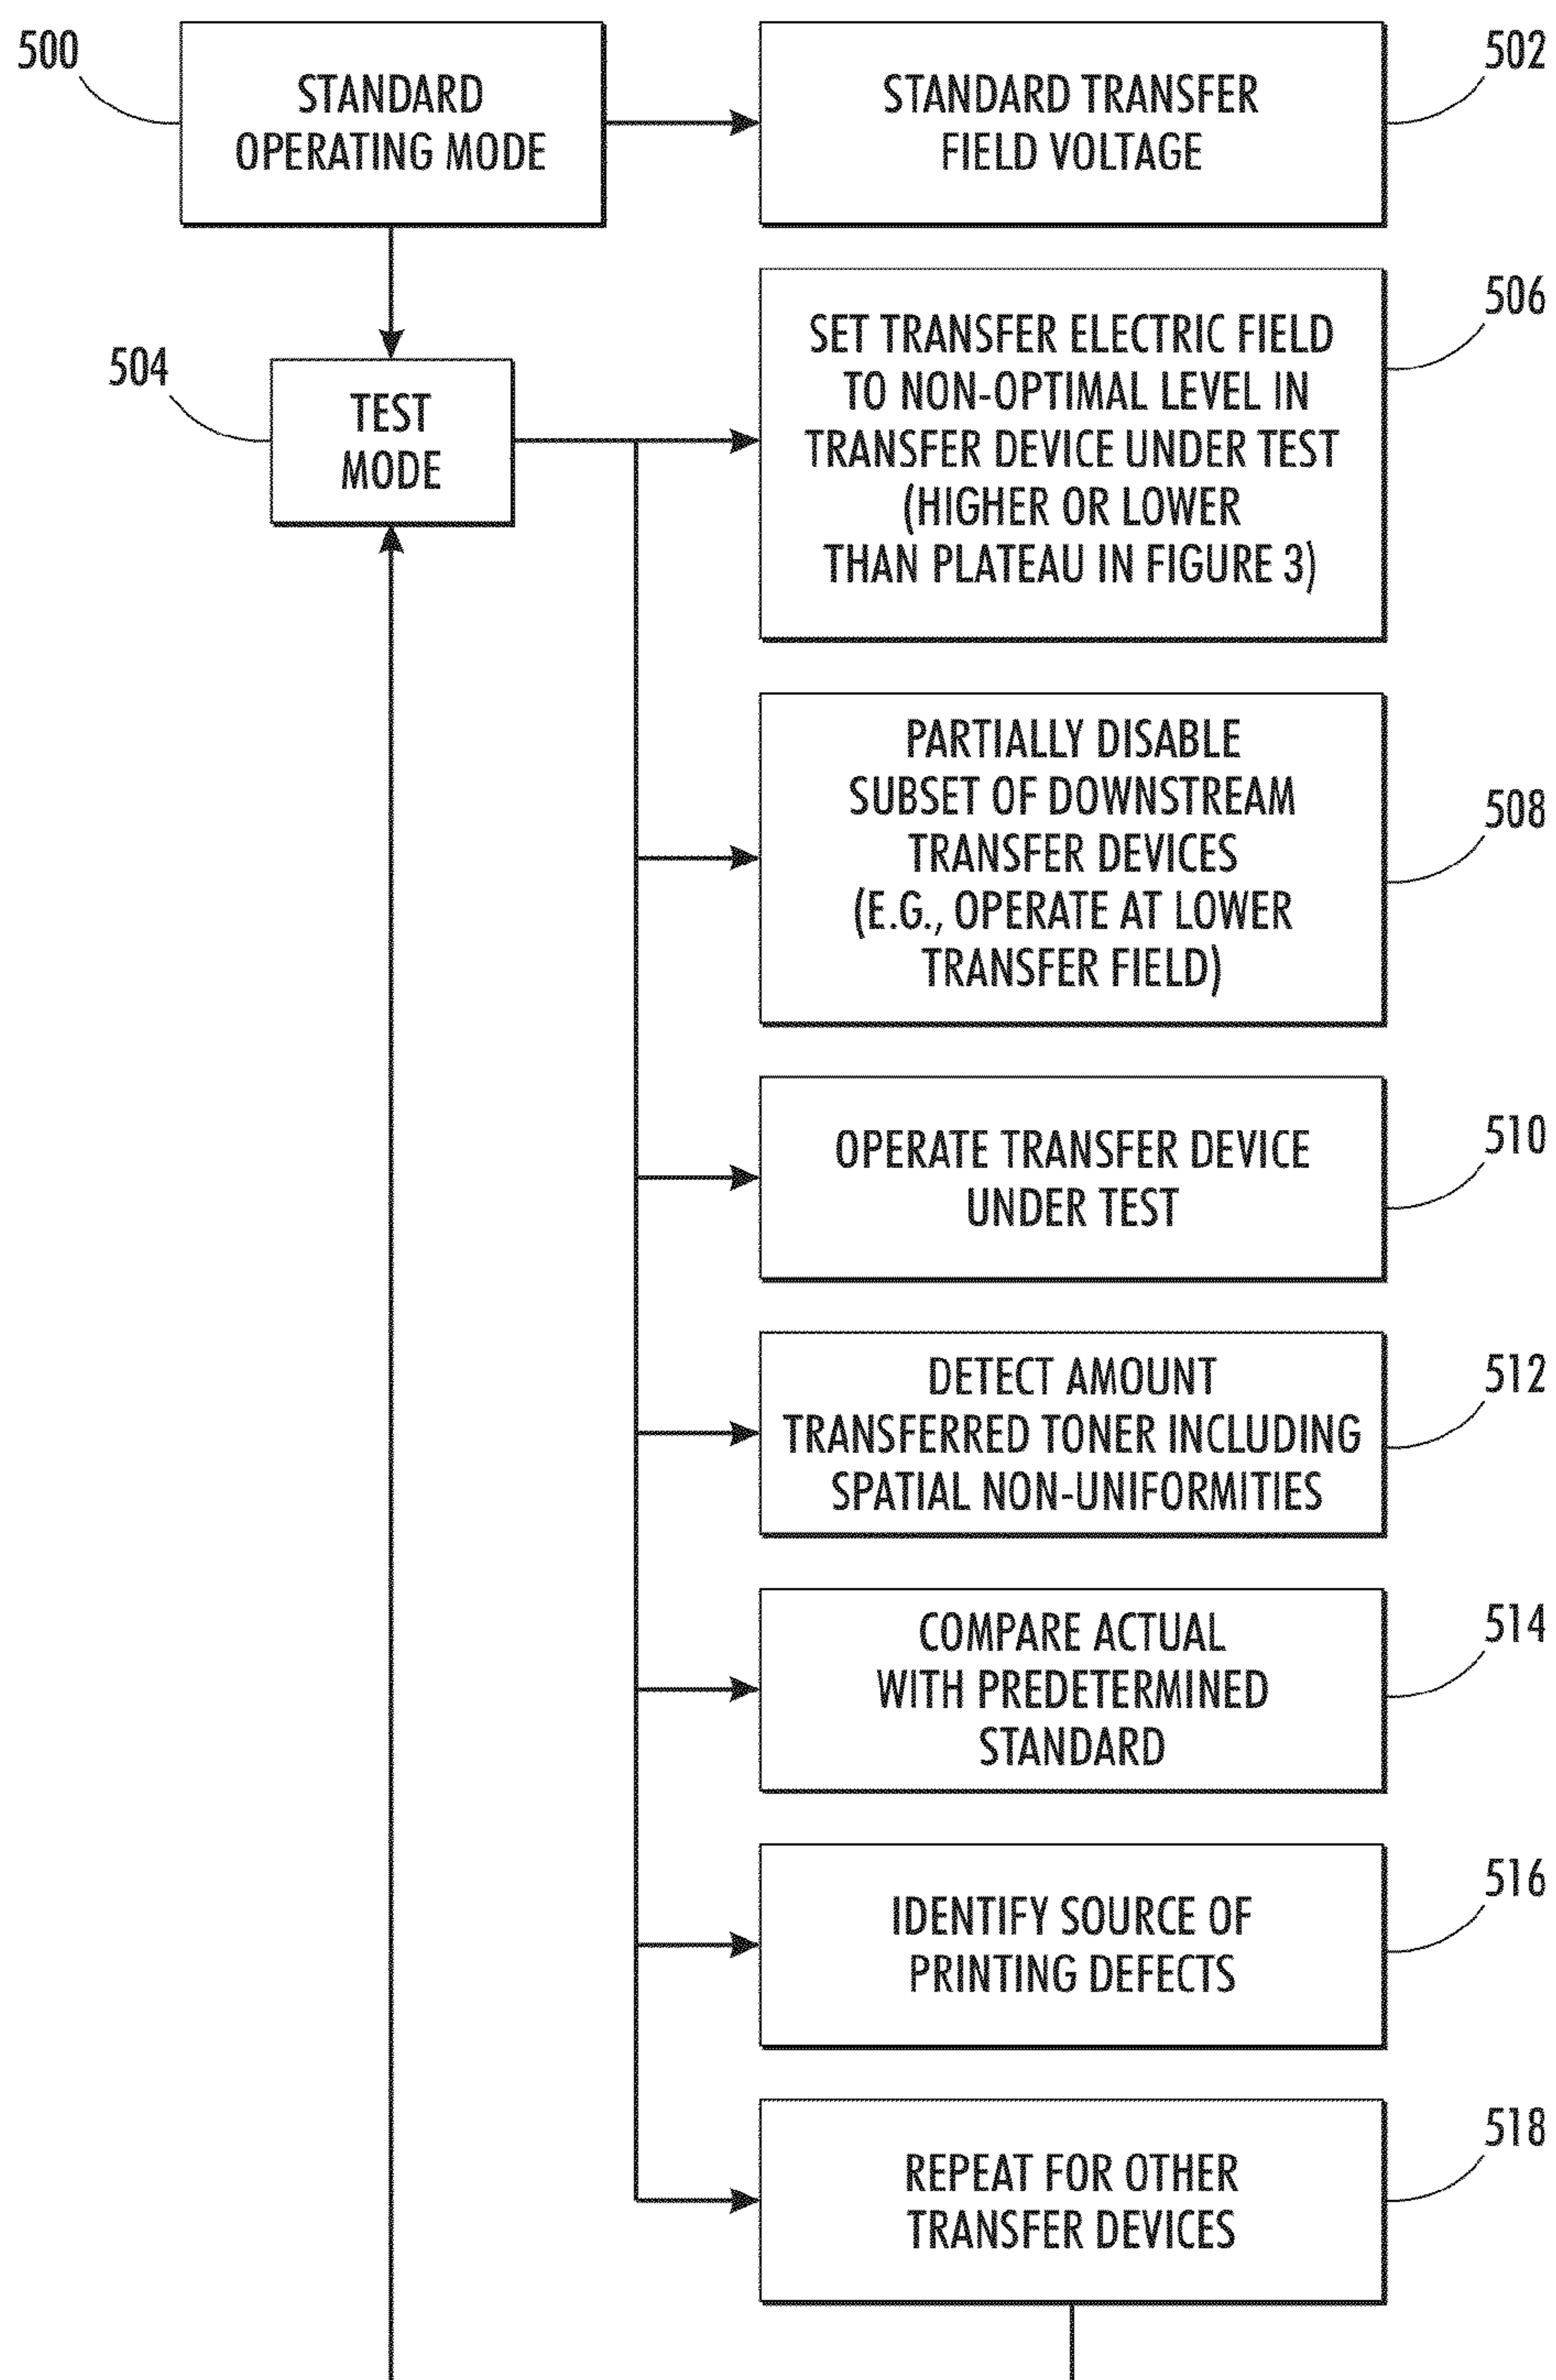 500
STANDARD
OPERATING MODE
STANDARD TRANSFER
FIELD VOLTAGE
502
504
TEST
MODE
SET TRANSFER ELECTRIC FIELD
TO NON-OPTIMAL LEVEL IN
TRANSFER DEVICE UNDER TEST
(HIGHER OR LOWER
THAN PLATEAU IN FIGURE 3)
506
PARTIALLY DISABLE
SUBSET OF DOWNSTREAM
TRANSFER DEVICES
(E.G., OPERATE AT LOWER
TRANSFER FIELD)
508
OPERATE TRANSFER DEVICE
UNDER TEST
510
DETECT AMOUNT
TRANSFERRED TONER INCLUDING
SPATIAL NON-UNIFORMITIES
512
COMPARE ACTUAL
WITH PREDETERMINED
STANDARD
514
IDENTIFY SOURCE OF
PRINTING DEFECTS
516
REPEAT FOR OTHER
TRANSFER DEVICES
518